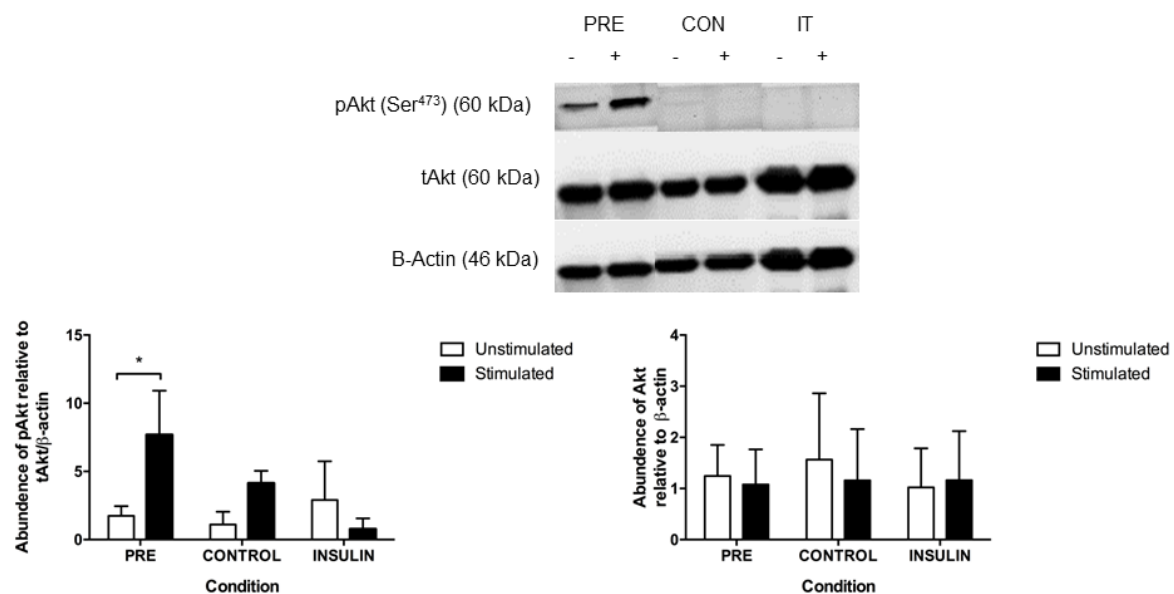 PRE CON IT
- + - + - +
pAkt (Ser⁴⁷³) (60 kDa)
tAkt (60 kDa)
B-Actin (46 kDa)
Abundence of pAkt relative to
tAkt/β-actin
15
10
5
0
*
PRE CONTROL INSULIN
Condition
Unstimulated
Stimulated
Abundence of Akt
relative to β-actin
4
3
2
1
0
PRE CONTROL INSULIN
Condition
Unstimulated
Stimulated